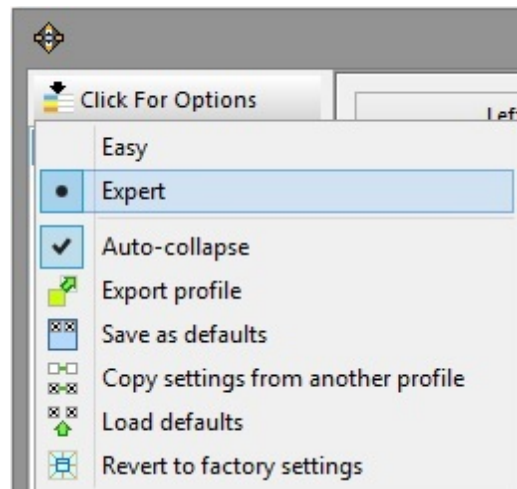 Click For Options
Left
Easy
Expert
Auto-collapse
Export profile
Save as defaults
Copy settings from another profile
Load defaults
Revert to factory settings